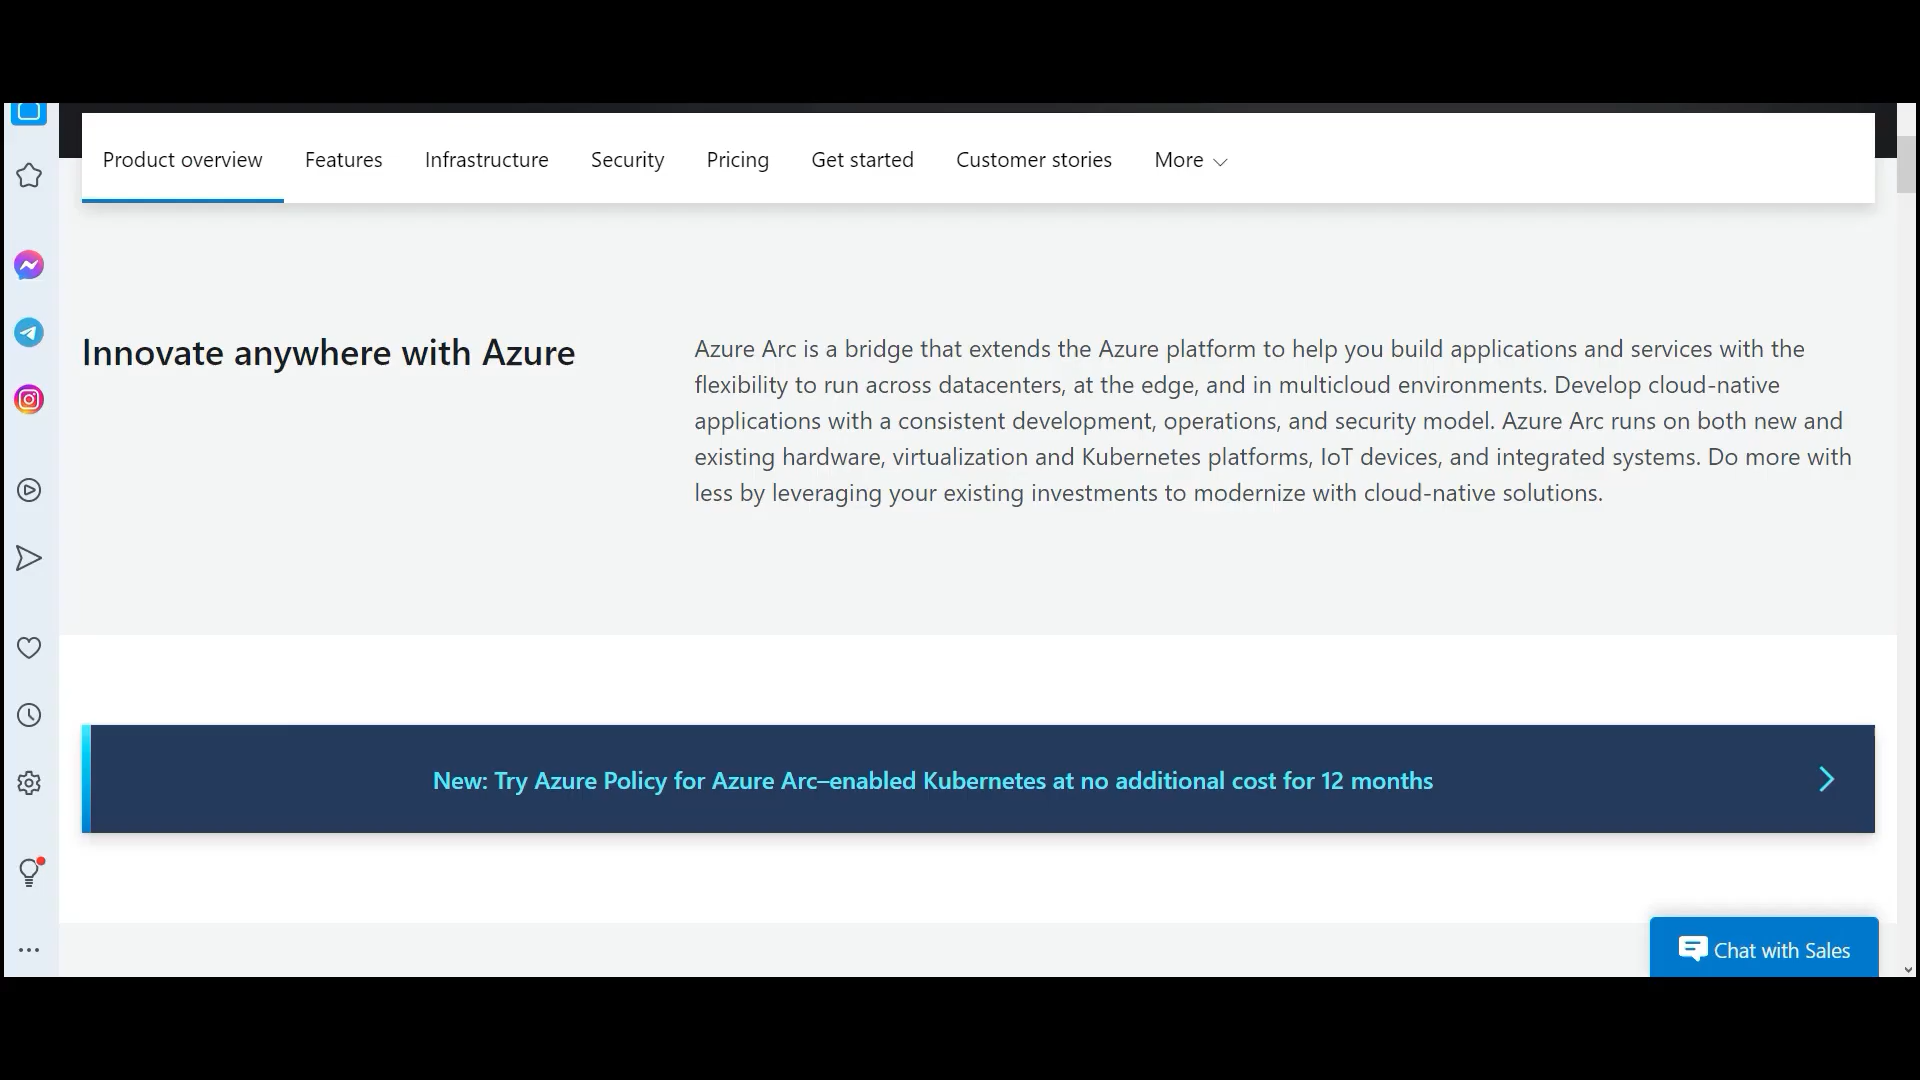 Product overview Features Infrastructure Security Pricing Get started Customer stories More
Innovate anywhere with Azure
Azure Arc is a bridge that extends the Azure platform to help you build applications and services with the
flexibility to run across datacenters, at the edge, and in multicloud environments. Develop cloud-native
applications with a consistent development, operations, and security model. Azure Arc runs on both new and
existing hardware, virtualization and Kubernetes platforms, IoT devices, and integrated systems. Do more with
less by leveraging your existing investments to modernize with cloud-native solutions.
New: Try Azure Policy for Azure Arc–enabled Kubernetes at no additional cost for 12 months
Chat with Sales